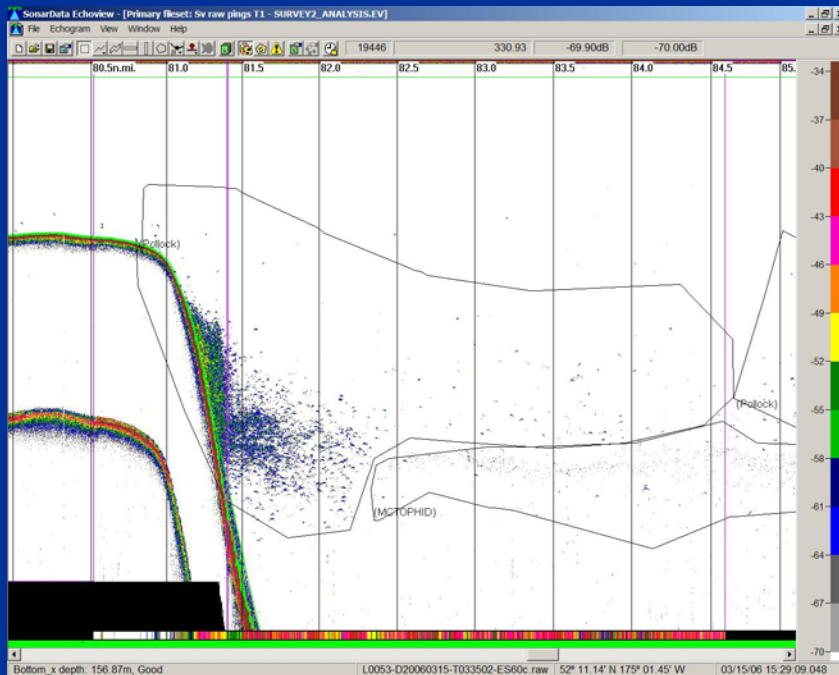 SonarData Echoview - [Primary fileset: Sv raw pings T1 - SURVEY2_ANALYSIS.EV]
File Echogram View Window Help
19446 330.93 -69.90dB -70.00dB
80.5n.mi. 81.0 81.5 82.0 82.5 83.0 83.5 84.0 84.5 85.
-34
-37
-40
-43
-46
-49
-52
-55
-58
-61
-64
-67
-70
(Pollock)
(Pollock)
(MCTOPHID)
Bottom_x depth: 156.87m, Good L0053-D20060315-T033502-ES60c.raw 52° 11.14' N 175° 01.45' W 03/15/06 15:29:09.048